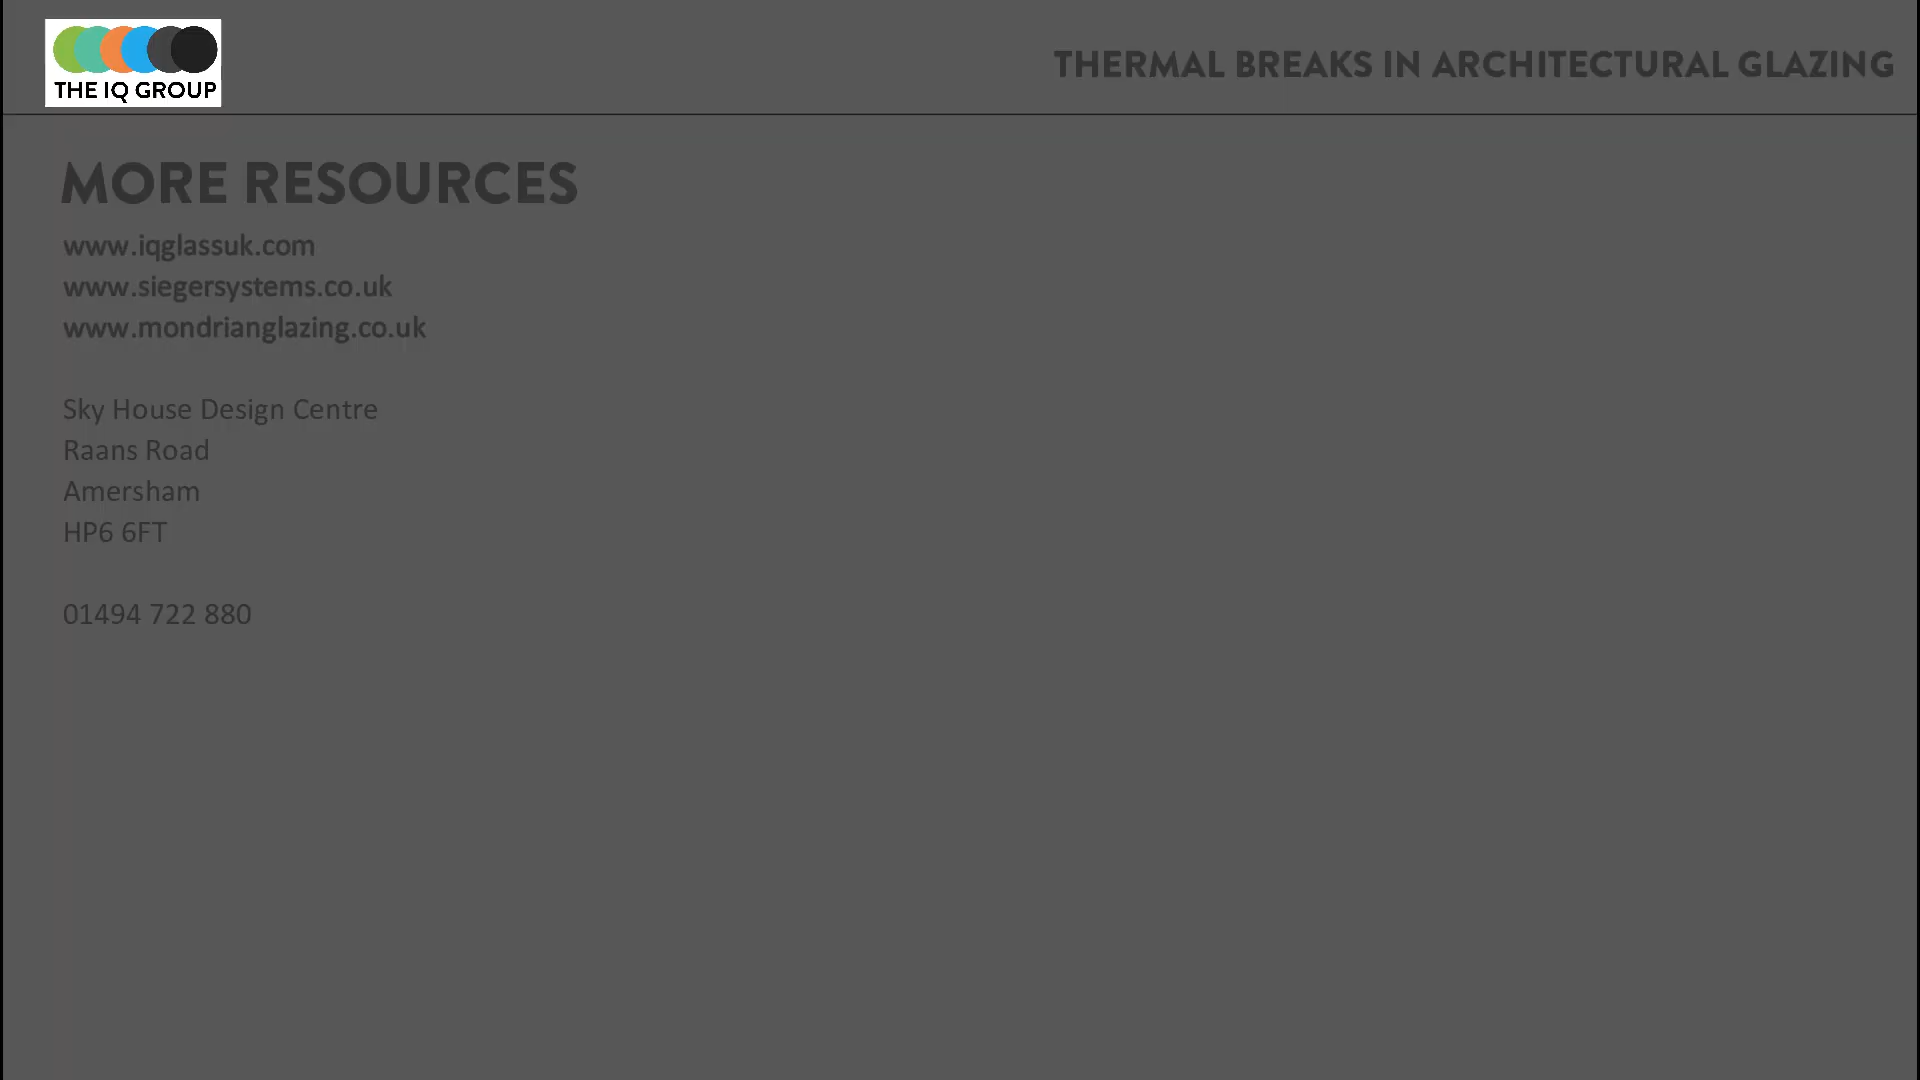 THE IQ GROUP
THERMAL BREAKS IN ARCHITECTURAL GLAZING
MORE RESOURCES
www.iqglassuk.com
www.siegersystems.co.uk
www.mondrianglazing.co.uk
Sky House Design Centre
Raans Road
Amersham
HP6 6FT
01494 722 880